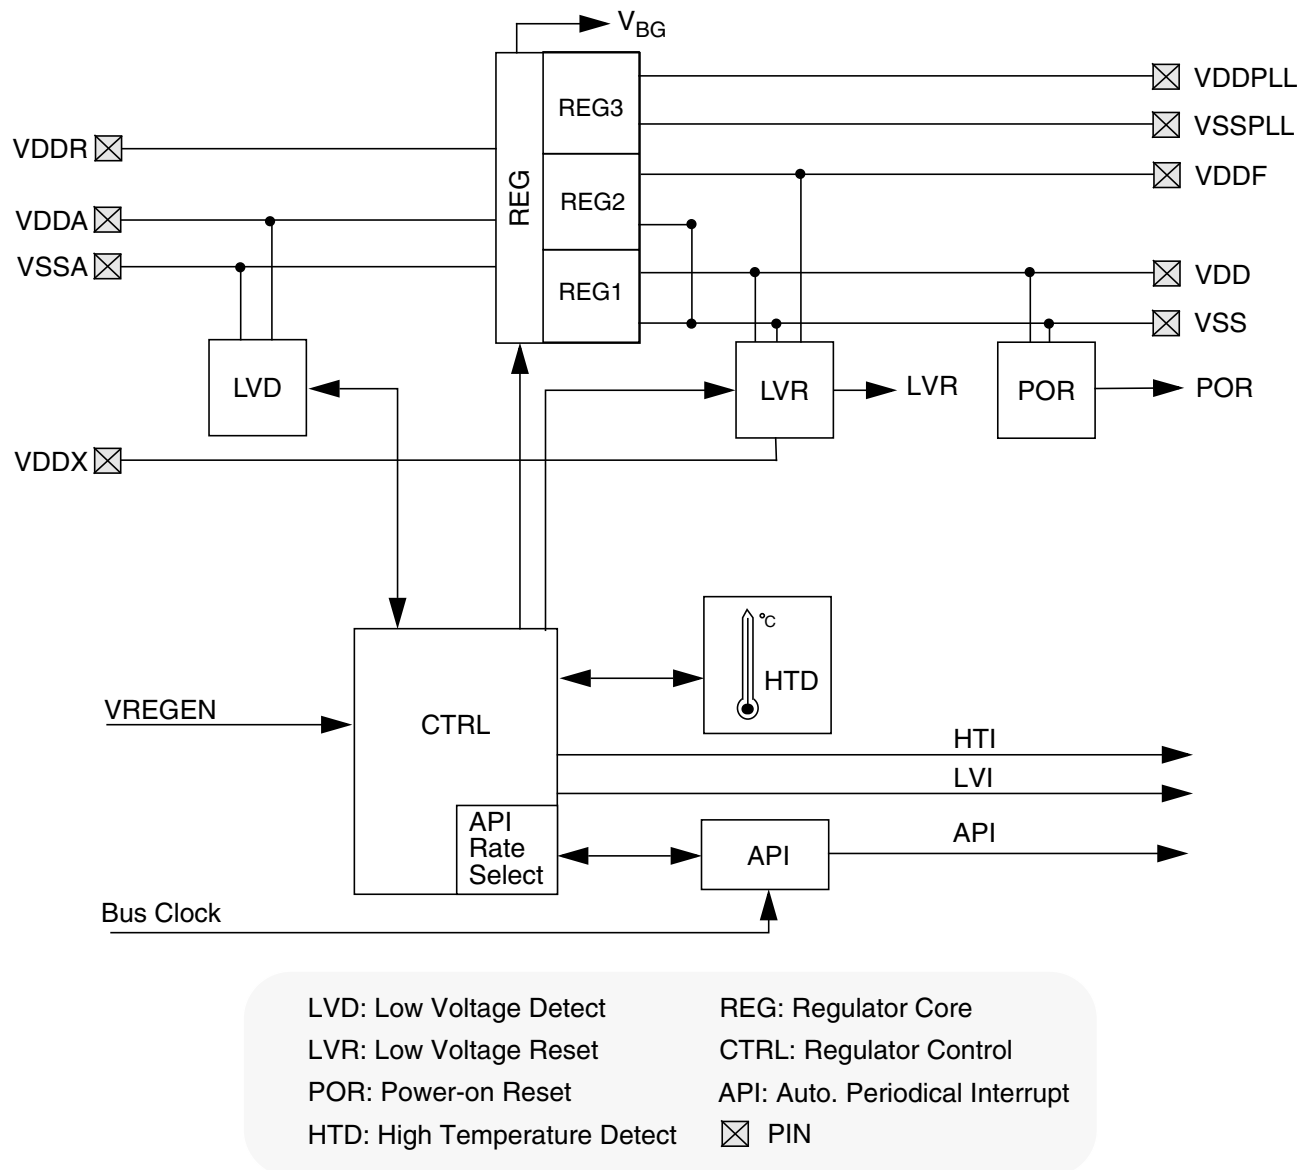 VBG
VDDPLL
REG3
VSSPLL
VDDR
VDDF
REG
REG2
VDDA
VSSA
VDD
REG1
VSS
LVD
LVR
LVR
POR
POR
VDDX
°C
HTD
VREGEN
CTRL
HTI
LVI
API
Rate
Select
API
API
Bus Clock
LVD: Low Voltage Detect
REG: Regulator Core
LVR: Low Voltage Reset
CTRL: Regulator Control
POR: Power-on Reset
API: Auto. Periodical Interrupt
HTD: High Temperature Detect
PIN